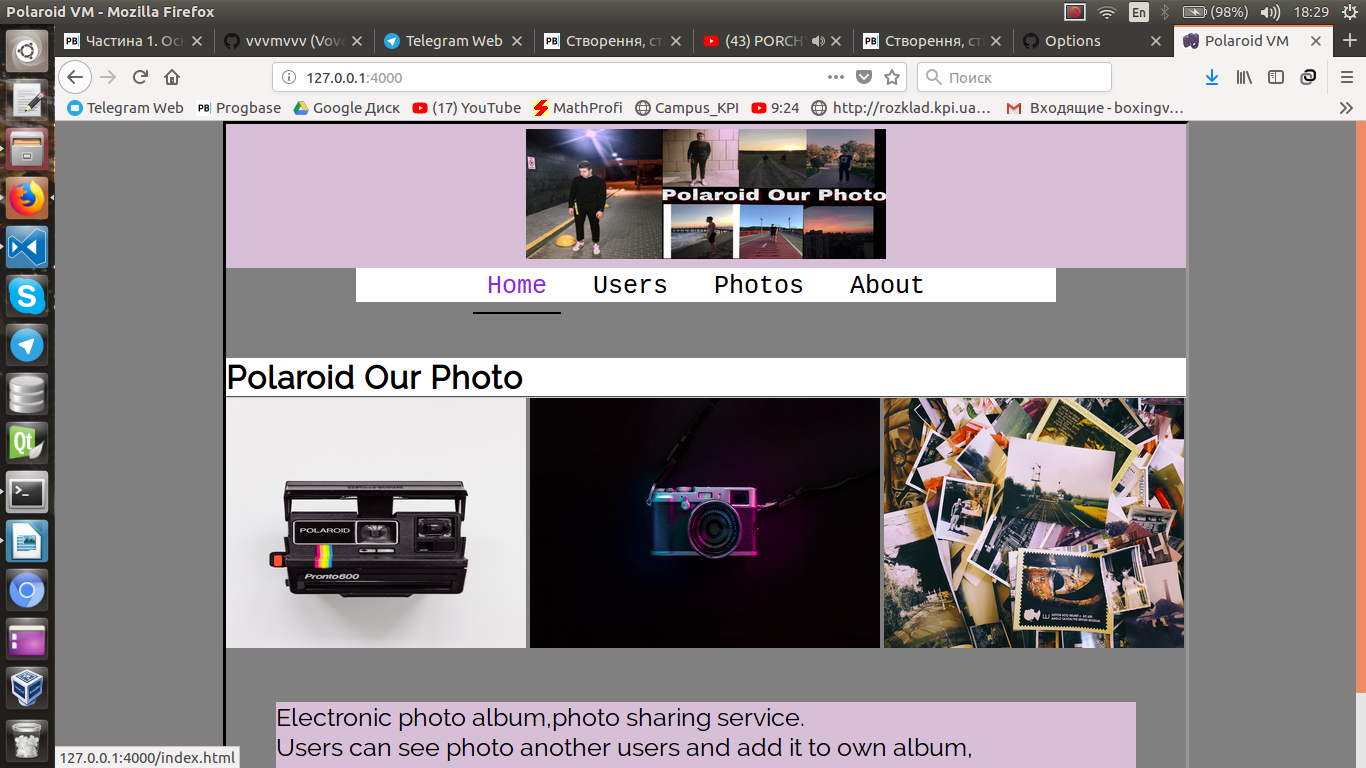 Polaroid VM - Mozilla Firefox
En
(98%)
18:29
PB Частина 1. Ос
vvvmvvv (Vov
Telegram Web
PB Створення, ст
(43) PORCH
PB Створення, ст
Options
Polaroid VM
127.0.0.1:4000
Поиск
Telegram Web
PB Progbase
Google Диск
(17) YouTube
MathProfi
Campus_KPI
9:24
http://rozklad.kpi.ua…
Входящие - boxingv…
Polaroid Our Photo
Home Users Photos About
Polaroid Our Photo
POLAROID
Pronto600
Electronic photo album,photo sharing service.
Users can see photo another users and add it to own album,
127.0.0.1:4000/index.html